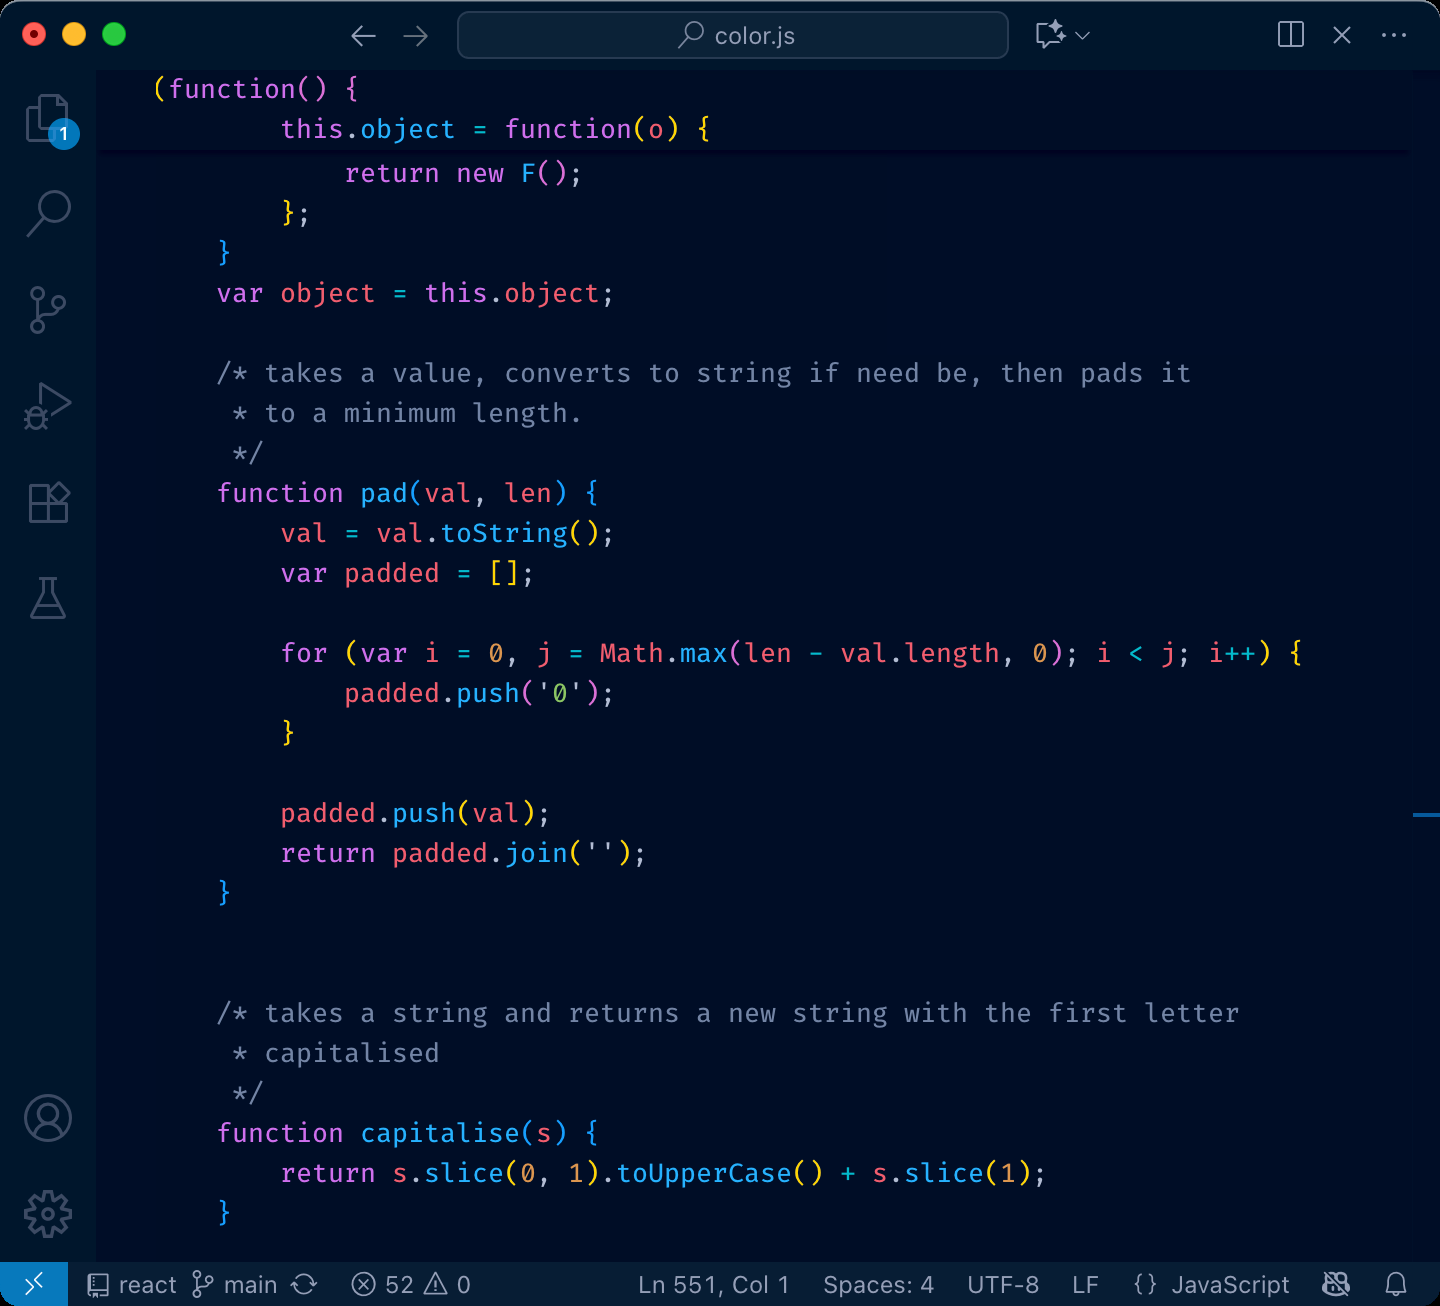 color.js
(function() {
this.object = function(o) {
return new F();
};
}
var object = this.object;
/* takes a value, converts to string if need be, then pads it
* to a minimum length.
*/
function pad(val, len) {
val = val.toString();
var padded = [];
for (var i = 0, j = Math.max(len - val.length, 0); i < j; i++) {
padded.push('0');
}
padded.push(val);
return padded.join('');
}
/* takes a string and returns a new string with the first letter
* capitalised
*/
function capitalise(s) {
return s.slice(0, 1).toUpperCase() + s.slice(1);
}
1
react main 52 0 Ln 551, Col 1 Spaces: 4 UTF-8 LF {} JavaScript